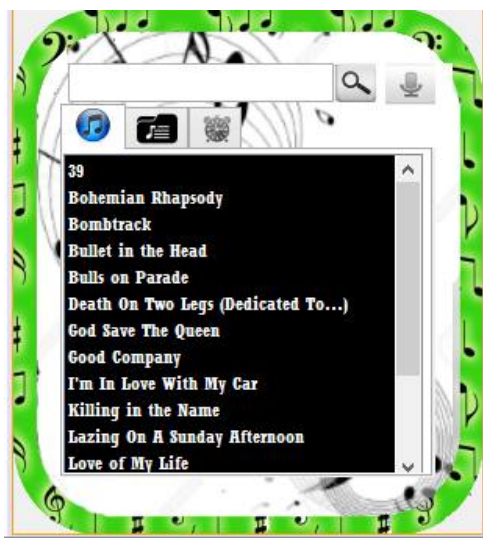 39
Bohemian Rhapsody
Bombtrack
Bullet in the Head
Bulls on Parade
Death On Two Legs (Dedicated To...)
God Save The Queen
Good Company
I'm In Love With My Car
Killing in the Name
Lazing On A Sunday Afternoon
Love of My Life